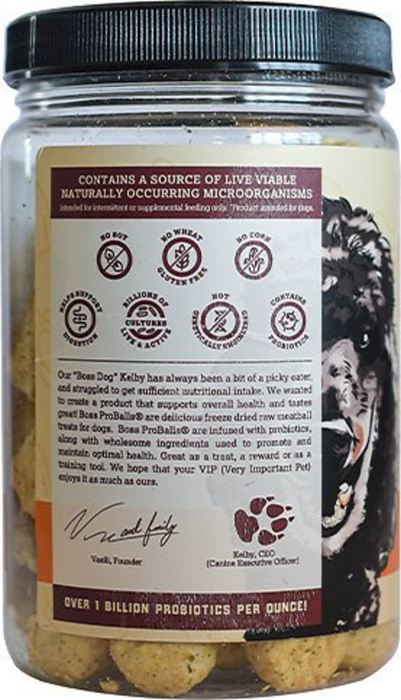 CONTAINS A SOURCE OF LIVE VIABLE
NATURALLY OCCURRING MICROORGANISMS
Intended for intermittent or supplemental feeding only. *Product intended for dogs.
NO SOY
NO WHEAT
GLUTEN FREE
NO CORN
HELPS SUPPORT
DIGESTION
BILLIONS OF
CULTURES
LIVE & ACTIVE
NOT
GENETICALLY ENGINEERED
CONTAINS
PROBIOTICS
Our "Boss Dog" Kelby has always been a bit of a picky eater,
and struggled to get sufficient nutritional intake. We wanted
to create a product that supports overall health and tastes
great! Boss ProBalls® are delicious freeze dried raw meatball
treats for dogs. Boss ProBalls® are infused with probiotics,
along with wholesome ingredients used to promote and
maintain optimal health. Great as a treat, a reward or as a
training tool. We hope that your VIP (Very Important Pet)
enjoys it as much as ours.
and family
Vasili, Founder
Kelby, CEO
(Canine Executive Officer)
OVER 1 BILLION PROBIOTICS PER OUNCE!